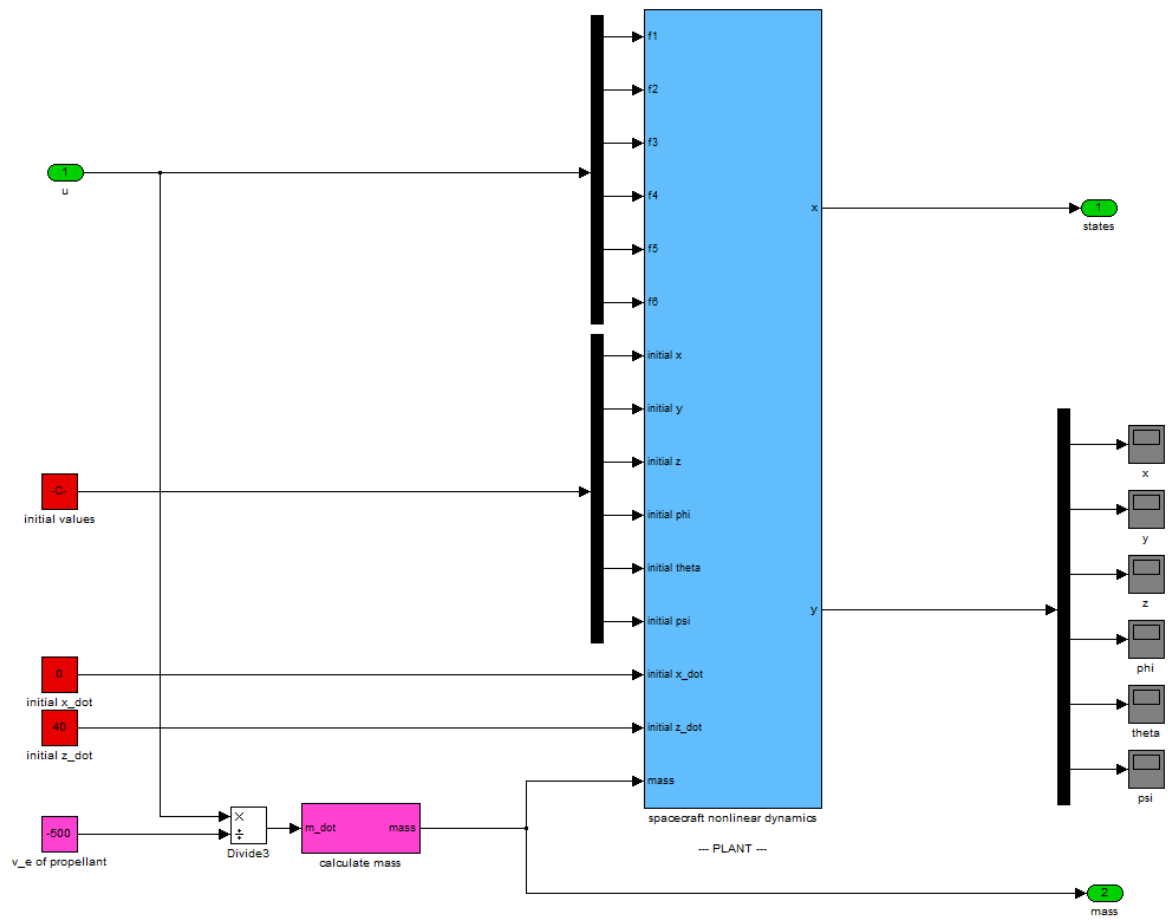 f1
f2
f3
f4
f5
f6
1
u
x
1
states
initial x
initial y
initial z
initial phi
initial theta
initial psi
-C-
initial values
y
x
y
z
phi
theta
psi
0
initial x_dot
initial x_dot
40
initial z_dot
initial z_dot
mass
-500
v_e of propellant
×
÷
Divide3
m_dot
mass
calculate mass
spacecraft nonlinear dynamics
--- PLANT ---
2
mass